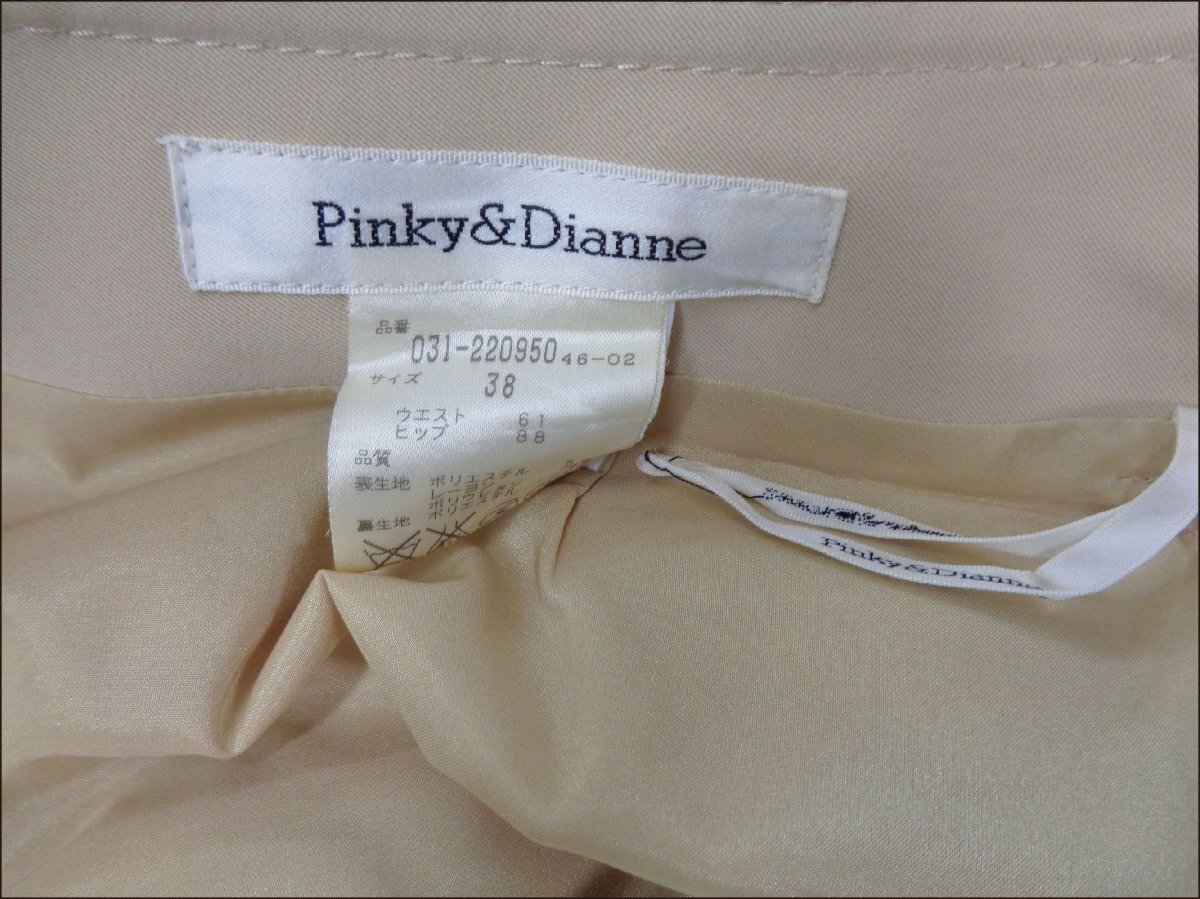 Pinky&Dianne
品番
031-220950 46-02
サイズ 38
ウエスト 61
ヒップ 88
品質
表生地 ポリエステル
裏生地
Pinky&Dianne